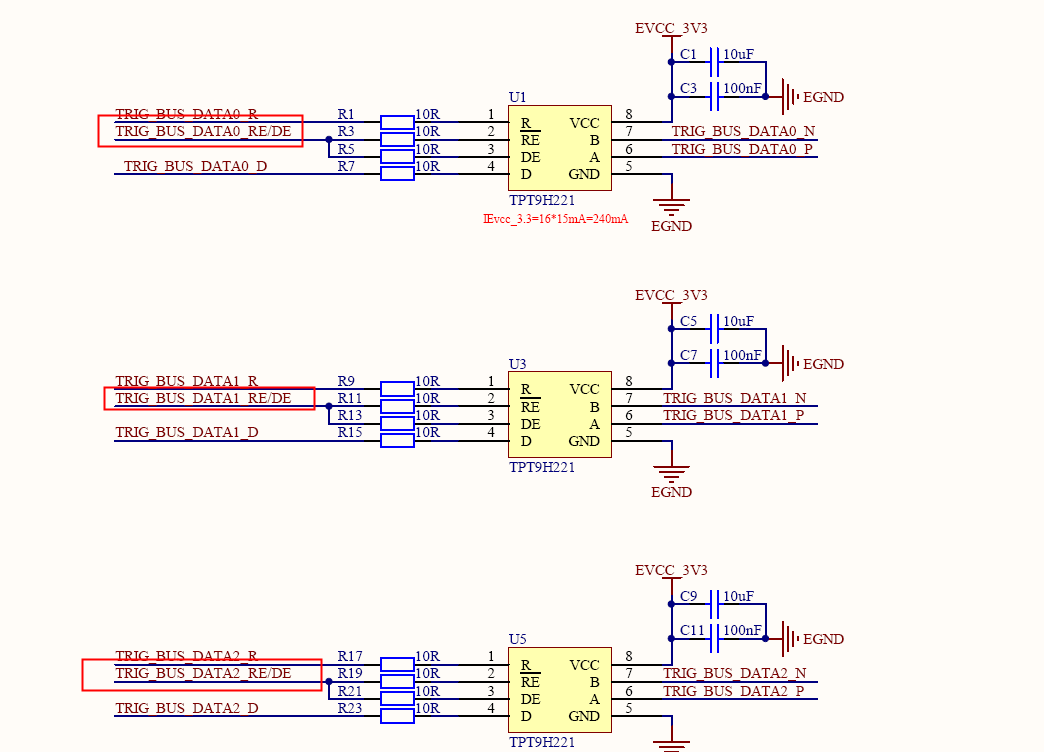 EVCC_3V3
C1 10uF
C3 100nF EGND
U1
TRIG_BUS_DATA0_R R1 10R 1 R VCC 8
TRIG_BUS_DATA0_RE/DE R3 10R 2 RE B 7 TRIG_BUS_DATA0_N
R5 10R 3 DE A 6 TRIG_BUS_DATA0_P
TRIG_BUS_DATA0_D R7 10R 4 D GND 5
TPT9H221
IEvcc_3.3=16*15mA=240mA
EGND
EVCC_3V3
C5 10uF
C7 100nF EGND
U3
TRIG_BUS_DATA1_R R9 10R 1 R VCC 8
TRIG_BUS_DATA1_RE/DE R11 10R 2 RE B 7 TRIG_BUS_DATA1_N
R13 10R 3 DE A 6 TRIG_BUS_DATA1_P
TRIG_BUS_DATA1_D R15 10R 4 D GND 5
TPT9H221
EGND
EVCC_3V3
C9 10uF
C11 100nF EGND
U5
TRIG_BUS_DATA2_R R17 10R 1 R VCC 8
TRIG_BUS_DATA2_RE/DE R19 10R 2 RE B 7 TRIG_BUS_DATA2_N
R21 10R 3 DE A 6 TRIG_BUS_DATA2_P
TRIG_BUS_DATA2_D R23 10R 4 D GND 5
TPT9H221